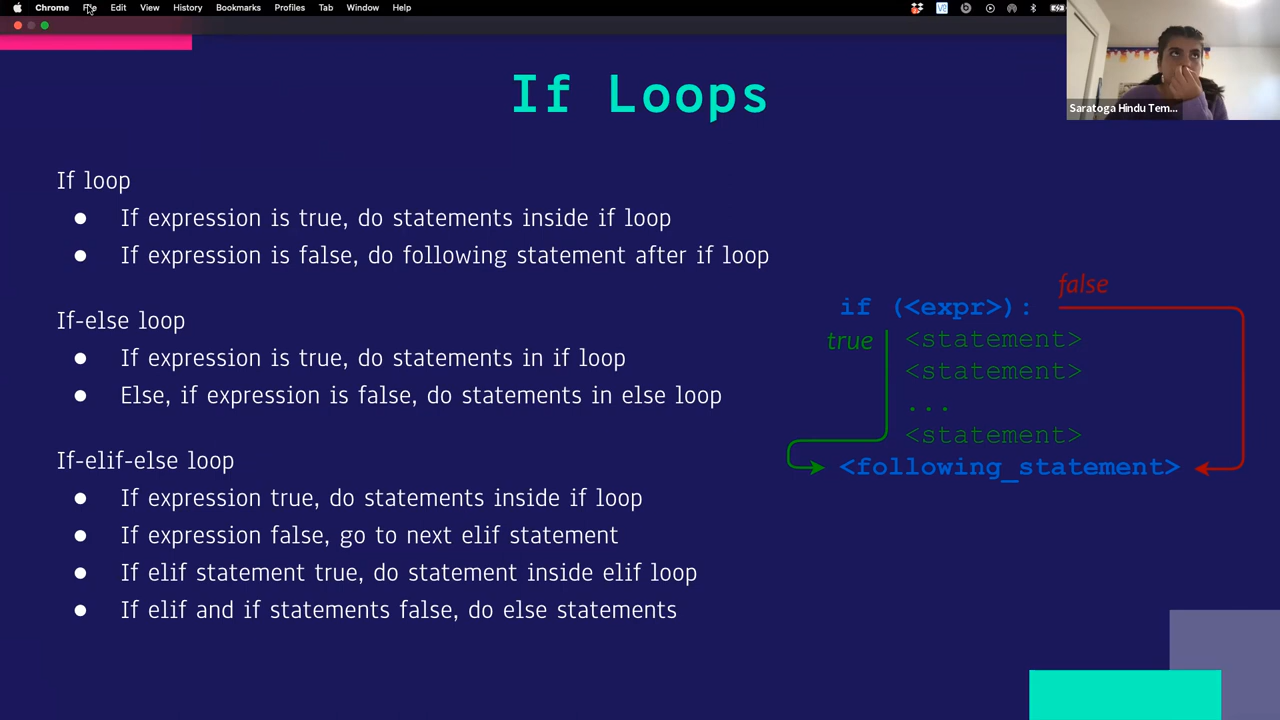 Chrome File Edit View History Bookmarks Profiles Tab Window Help
Saratoga Hindu Tem...
If Loops
If loop
● If expression is true, do statements inside if loop
● If expression is false, do following statement after if loop
If-else loop
● If expression is true, do statements in if loop
● Else, if expression is false, do statements in else loop
If-elif-else loop
● If expression true, do statements inside if loop
● If expression false, go to next elif statement
● If elif statement true, do statement inside elif loop
● If elif and if statements false, do else statements
false
if (<expr>):
true
<statement>
<statement>
...
<statement>
<following_statement>